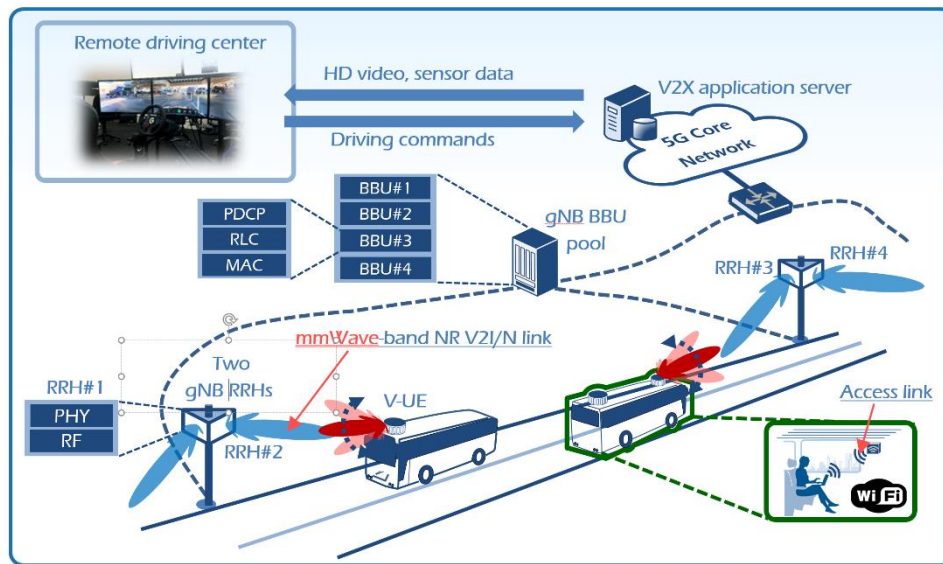 Remote driving center
HD video, sensor data
Driving commands
V2X application server
5G Core
Network
BBU#1
BBU#2
BBU#3
BBU#4
PDCP
RLC
MAC
gNB BBU
pool
RRH#3
RRH#4
mmWave-band NR V2I/N link
Two
gNB RRHs
RRH#1
PHY
RF
RRH#2
V-UE
Access link
WiFi